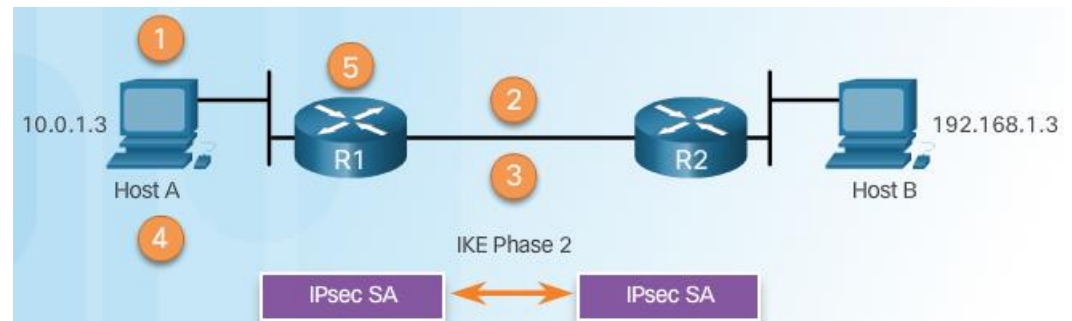 1
5
2
10.0.1.3
192.168.1.3
R1
R2
3
Host A
Host B
4
IKE Phase 2
IPsec SA
IPsec SA